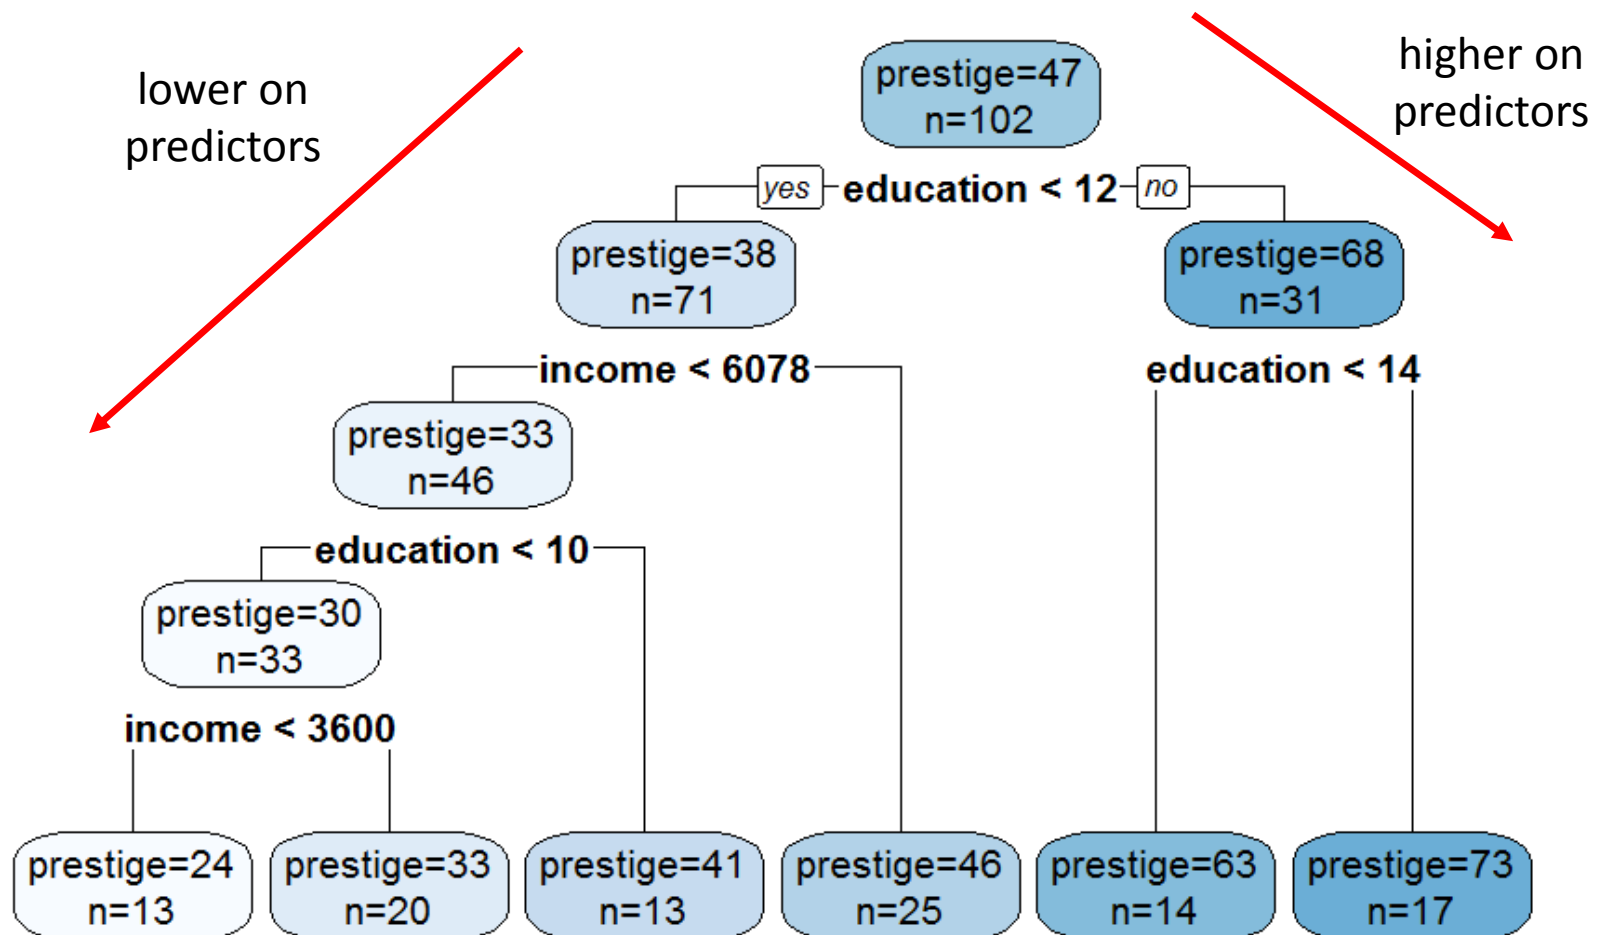 lower on
predictors
higher on
predictors
prestige=47
n=102
yes education < 12 no
prestige=38
n=71
prestige=68
n=31
income < 6078
education < 14
prestige=33
n=46
education < 10
prestige=30
n=33
income < 3600
prestige=24
n=13
prestige=33
n=20
prestige=41
n=13
prestige=46
n=25
prestige=63
n=14
prestige=73
n=17